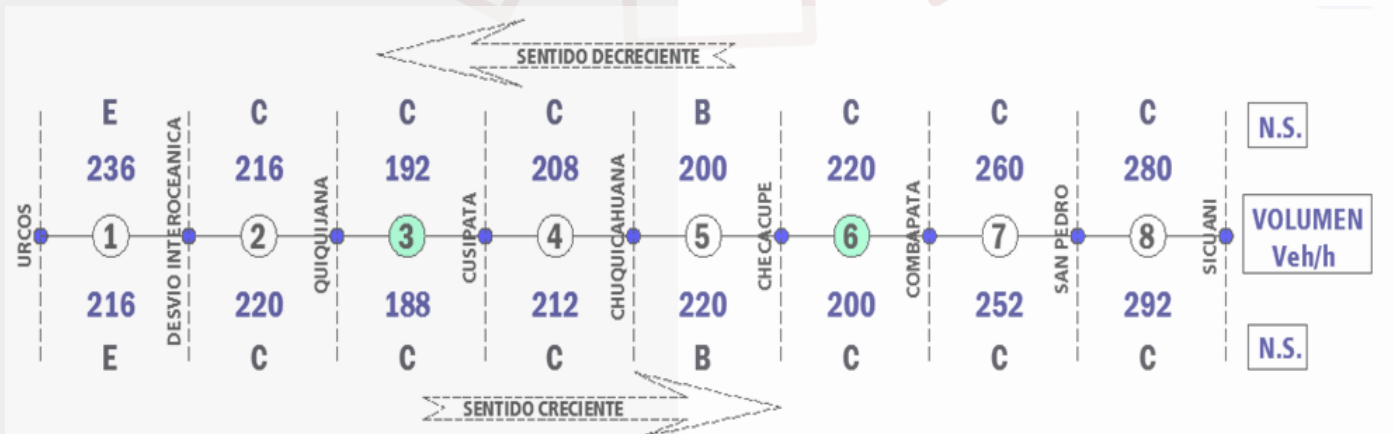 SENTIDO DECRECIENTE
E C C C B C C C
N.S.
236 216 192 208 200 220 260 280
URCOS
1
DESVIO INTEROCEANICA
2
QUIQUIJANA
3
CUSIPATA
4
CHUQUICAHUANA
5
CHECACUPE
6
COMBAPATA
7
SAN PEDRO
8
SICUANI
VOLUMEN
Veh/h
216 220 188 212 220 200 252 292
E C C C B C C C
N.S.
SENTIDO CRECIENTE